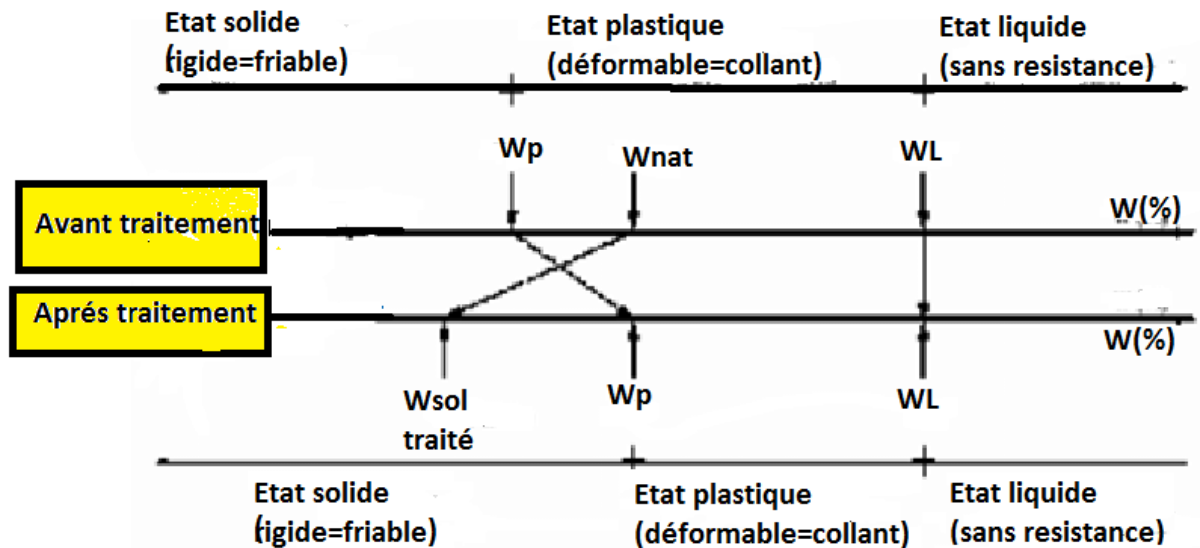 Etat solide
(rigide=friable)
Etat plastique
(déformable=collant)
Etat liquide
(sans resistance)
Wp
Wnat
WL
W(%)
Avant traitement
Aprés traitement
W(%)
Wsol
traité
Wp
WL
Etat solide
(rigide=friable)
Etat plastique
(déformable=collant)
Etat liquide
(sans resistance)